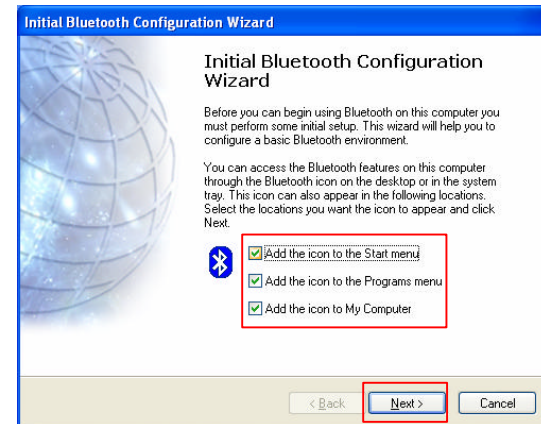 Initial Bluetooth Configuration Wizard
Initial Bluetooth Configuration
Wizard
Before you can begin using Bluetooth on this computer you
must perform some initial setup. This wizard will help you to
configure a basic Bluetooth environment.
You can access the Bluetooth features on this computer
through the Bluetooth icon on the desktop or in the system
tray. This icon can also appear in the following locations.
Select the locations you want the icon to appear and click
Next.
Add the icon to the Start menu
Add the icon to the Programs menu
Add the icon to My Computer
< Back
Next >
Cancel